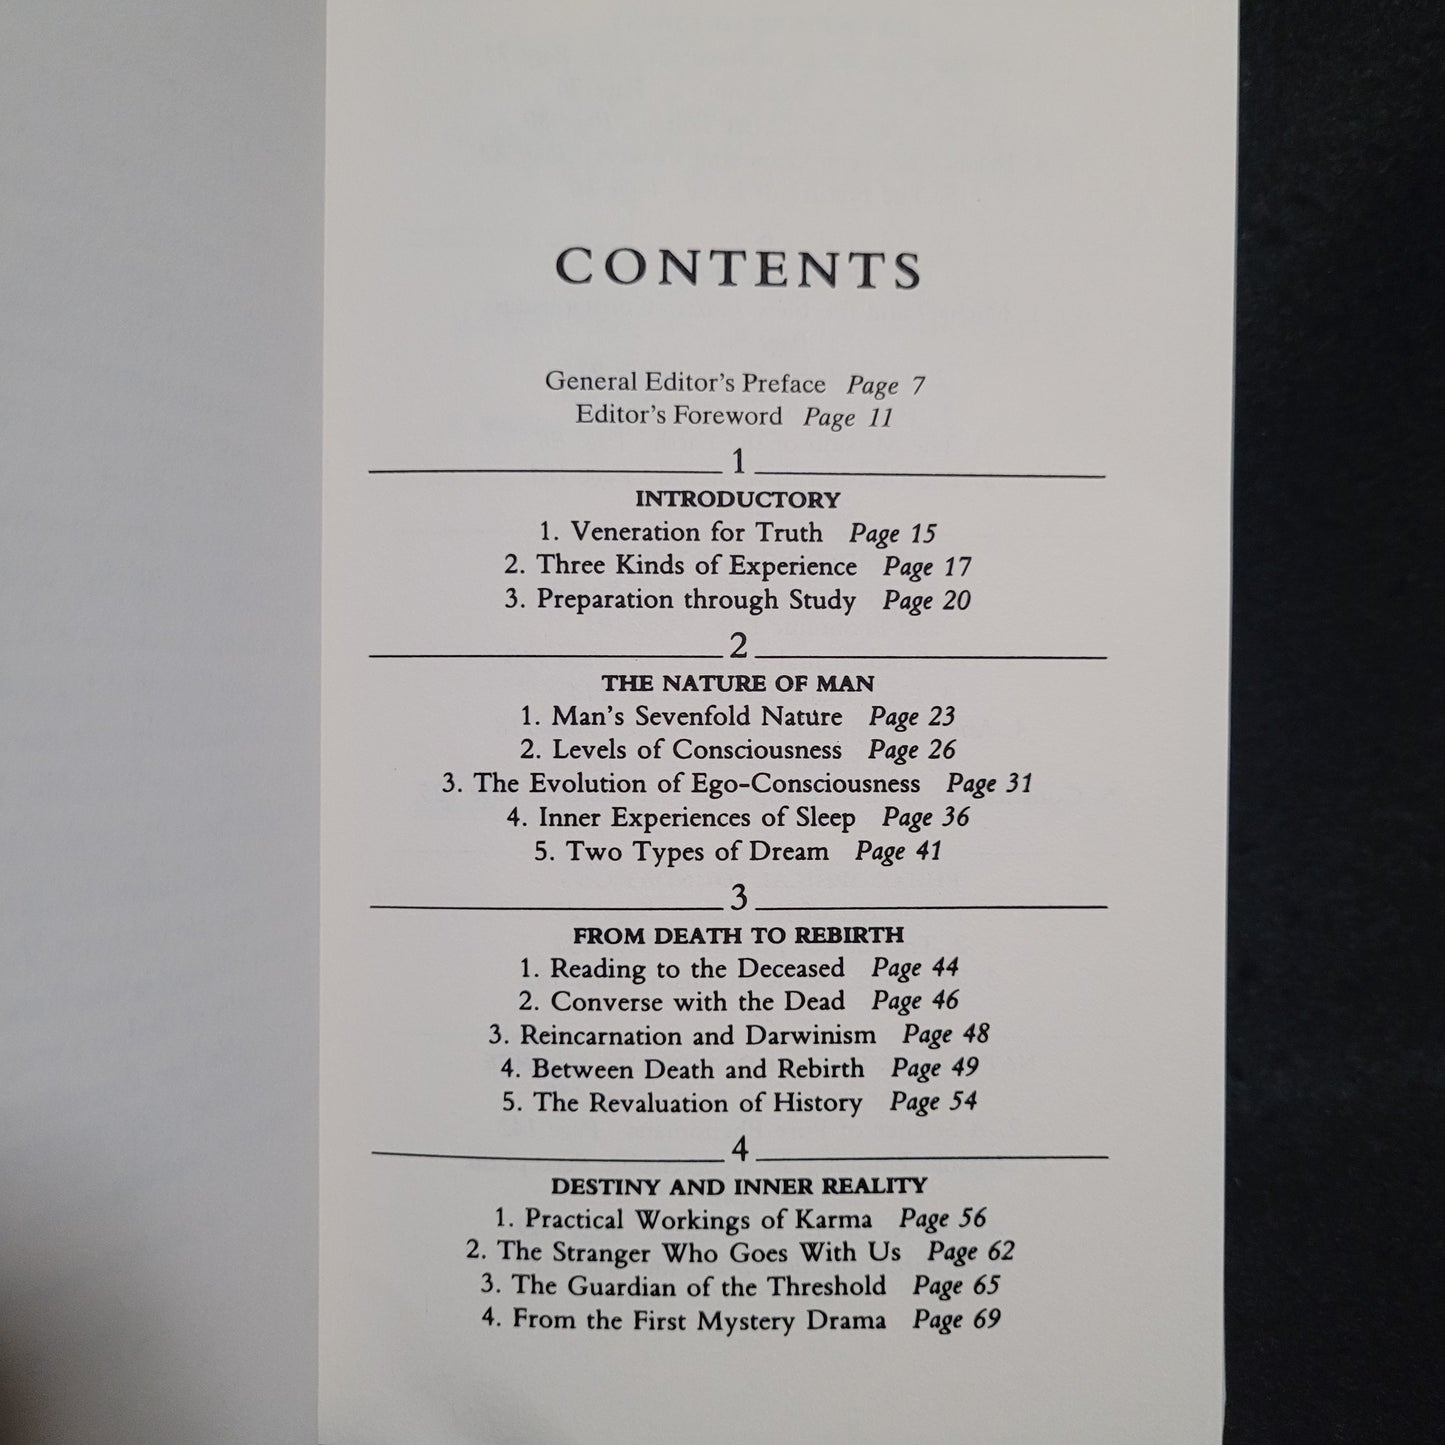 CONTENTS
General Editor's Preface Page 7
Editor's Foreword Page 11
1
INTRODUCTORY
1. Veneration for Truth Page 15
2. Three Kinds of Experience Page 17
3. Preparation through Study Page 20
2
THE NATURE OF MAN
1. Man's Sevenfold Nature Page 23
2. Levels of Consciousness Page 26
3. The Evolution of Ego-Consciousness Page 31
4. Inner Experiences of Sleep Page 36
5. Two Types of Dream Page 41
3
FROM DEATH TO REBIRTH
1. Reading to the Deceased Page 44
2. Converse with the Dead Page 46
3. Reincarnation and Darwinism Page 48
4. Between Death and Rebirth Page 49
5. The Revaluation of History Page 54
4
DESTINY AND INNER REALITY
1. Practical Workings of Karma Page 56
2. The Stranger Who Goes With Us Page 62
3. The Guardian of the Threshold Page 65
4. From the First Mystery Drama Page 69